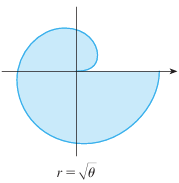 r = √θ